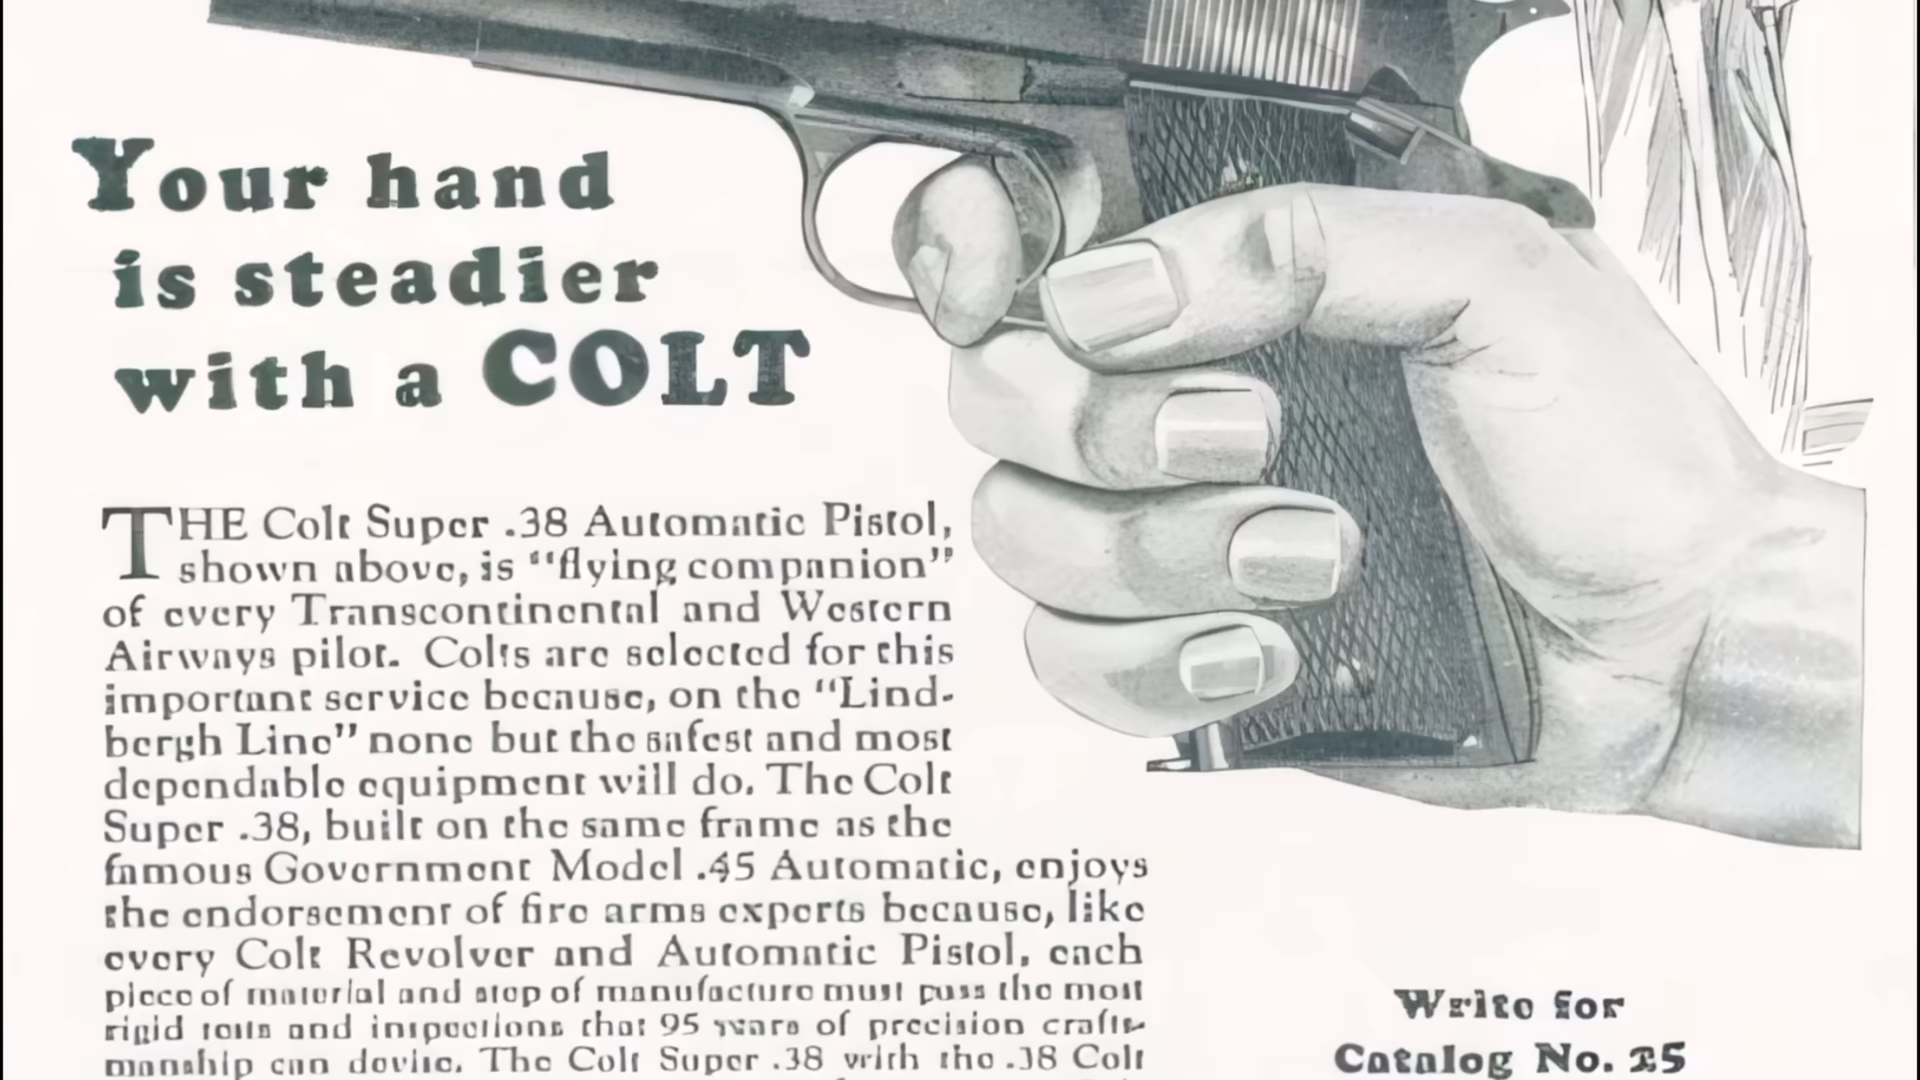 Your hand
is steadier
with a COLT
THE Colt Super .38 Automatic Pistol,
shown above, is “flying companion”
of every Transcontinental and Western
Airways pilot. Colts are selected for this
important service because, on the “Lind-
bergh Line” none but the safest and most
dependable equipment will do. The Colt
Super .38, built on the same frame as the
famous Government Model .45 Automatic, enjoys
the endorsement of fire arms experts because, like
every Colt Revolver and Automatic Pistol, each
piece of material and step of manufacture must pass the most
rigid tests and inspections that 95 years of precision crafts-
manship can devise. The Colt Super .38 with the .38 Colt
Write for
Catalog No. 25